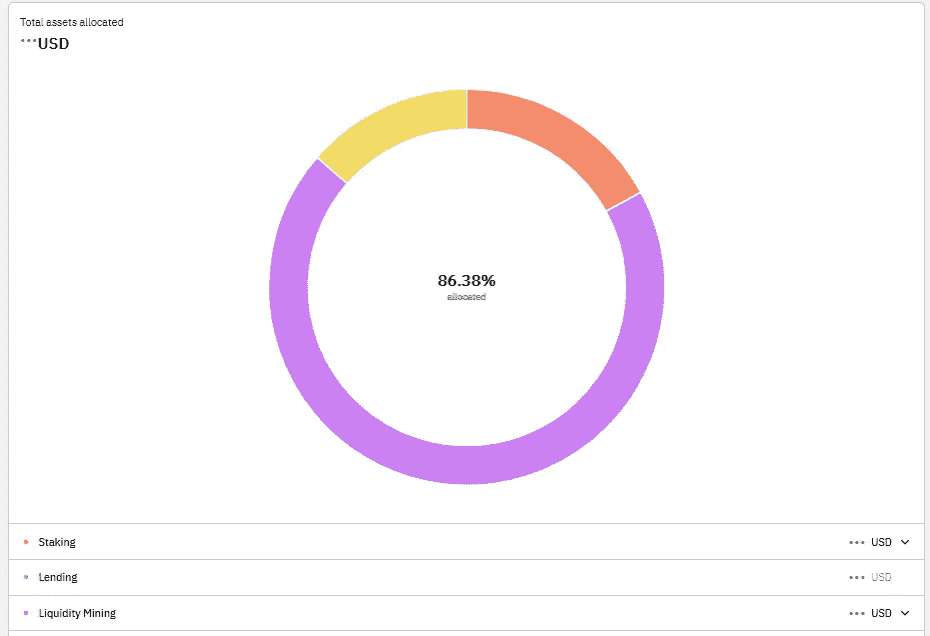 Total assets allocated
•••USD
86.38%
allocated
Staking ••• USD
Lending ••• USD
Liquidity Mining ••• USD